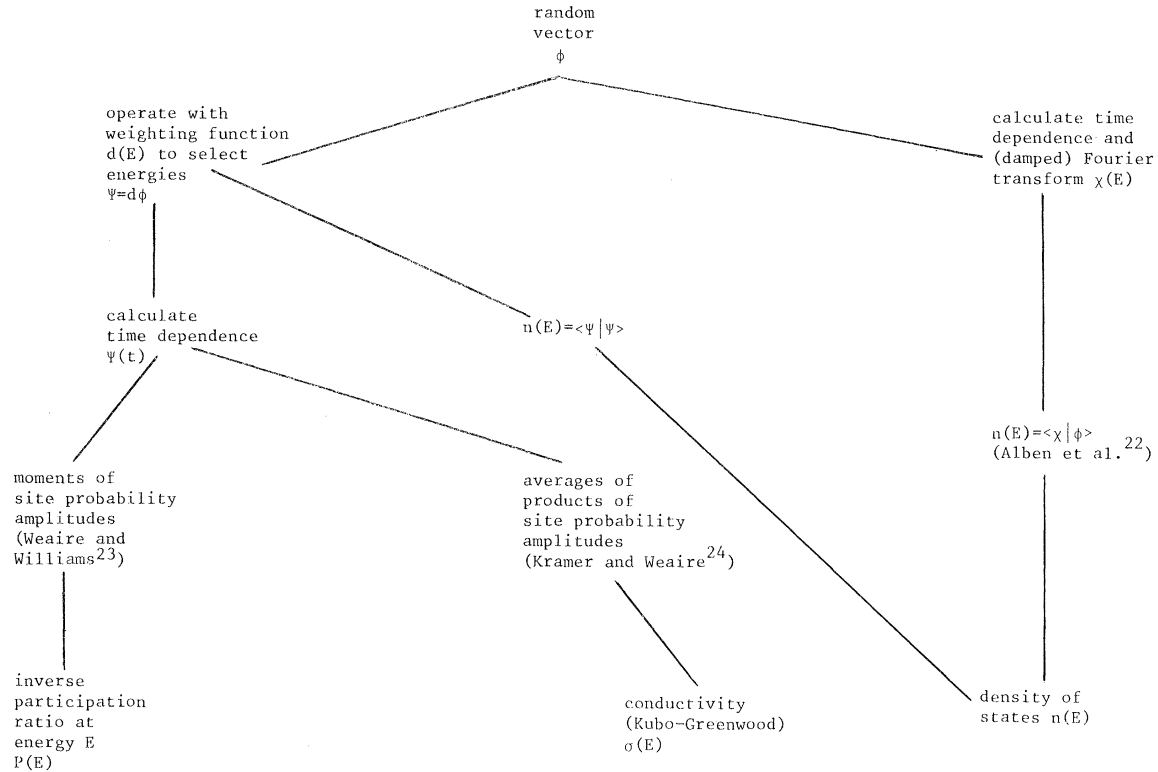 random
vector
φ
operate with
weighting function
d(E) to select
energies
Ψ=dφ
calculate time
dependence and
(damped) Fourier
transform χ(E)
calculate
time dependence
Ψ(t)
n(E)=<Ψ|Ψ>
n(E)=<χ|φ>
(Alben et al.22)
moments of
site probability
amplitudes
(Weaire and
Williams23)
averages of
products of
site probability
amplitudes
(Kramer and Weaire24)
inverse
participation
ratio at
energy E
P(E)
conductivity
(Kubo-Greenwood)
σ(E)
density of
states n(E)